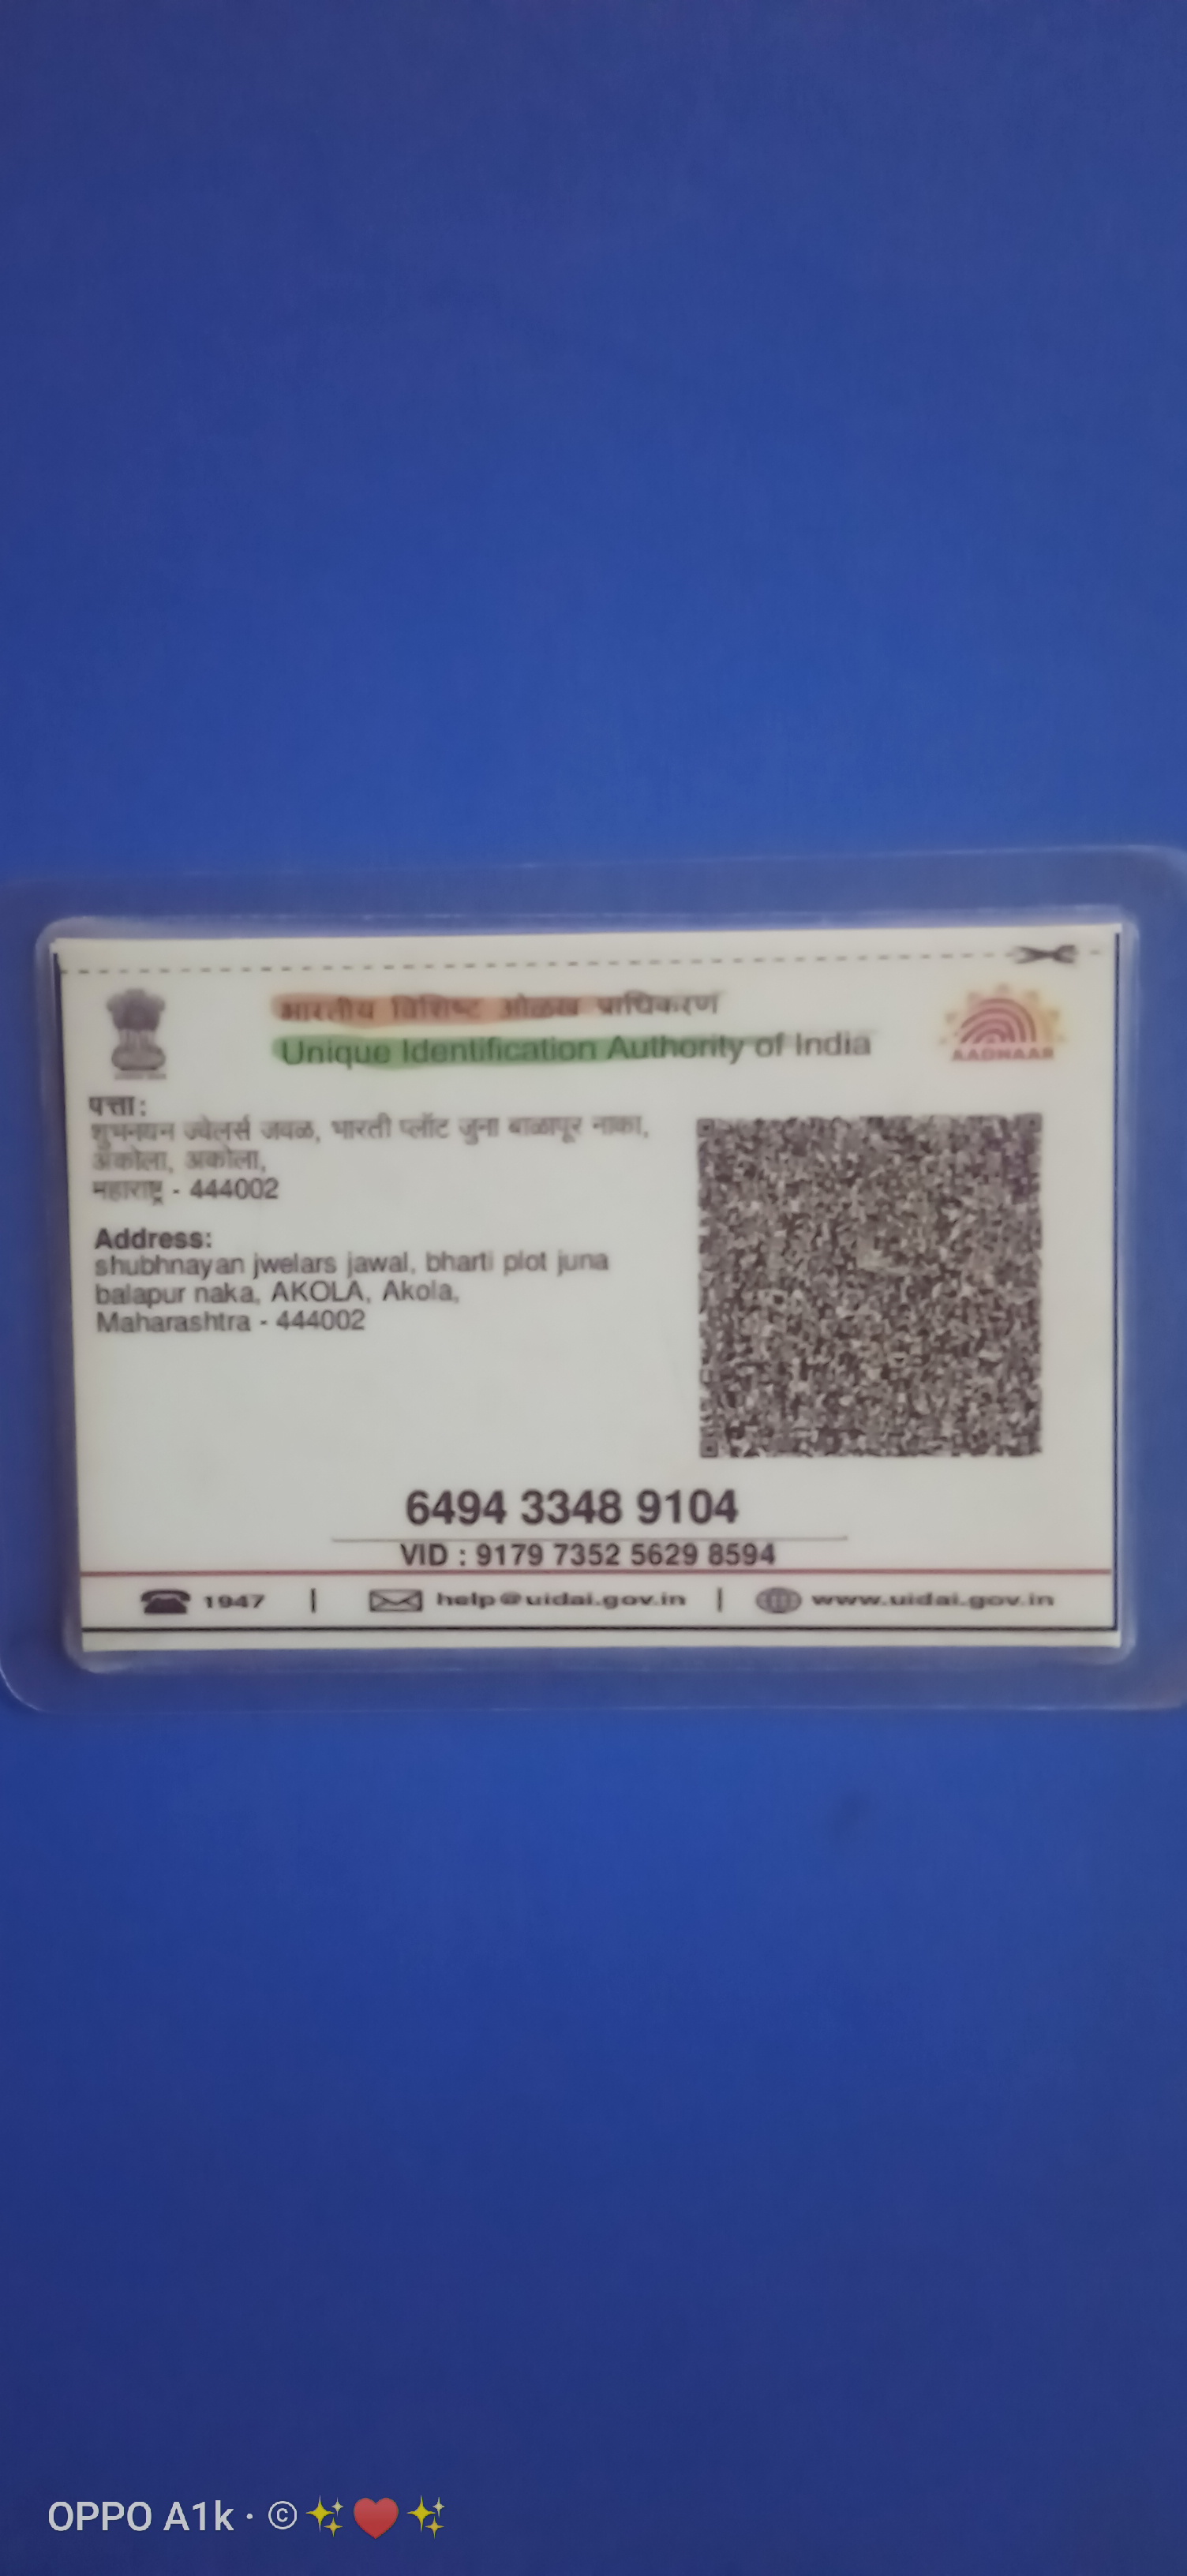 भारतीय विशिष्ट ओळख प्राधिकरण
Unique Identification Authority of India
AADHAAR
पत्ता:
शुभनयन ज्वेलर्स जवळ, भारती प्लॉट जुना बाळापूर नाका,
अकोला, अकोला,
महाराष्ट्र - 444002
Address:
shubhnayan jwelars jawal, bharti plot juna
balapur naka, AKOLA, Akola,
Maharashtra - 444002
6494 3348 9104
VID : 9179 7352 5629 8594
1947 | help@uidai.gov.in | www.uidai.gov.in
OPPO A1k · ©✨❤️✨